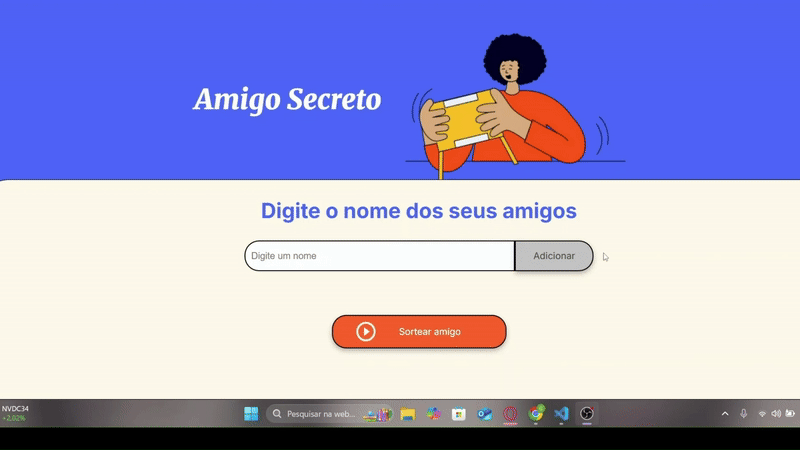 Amigo Secreto
Digite o nome dos seus amigos
Digite um nome
Adicionar
Sortear amigo
NVDC34
+2,02%
Pesquisar na web...